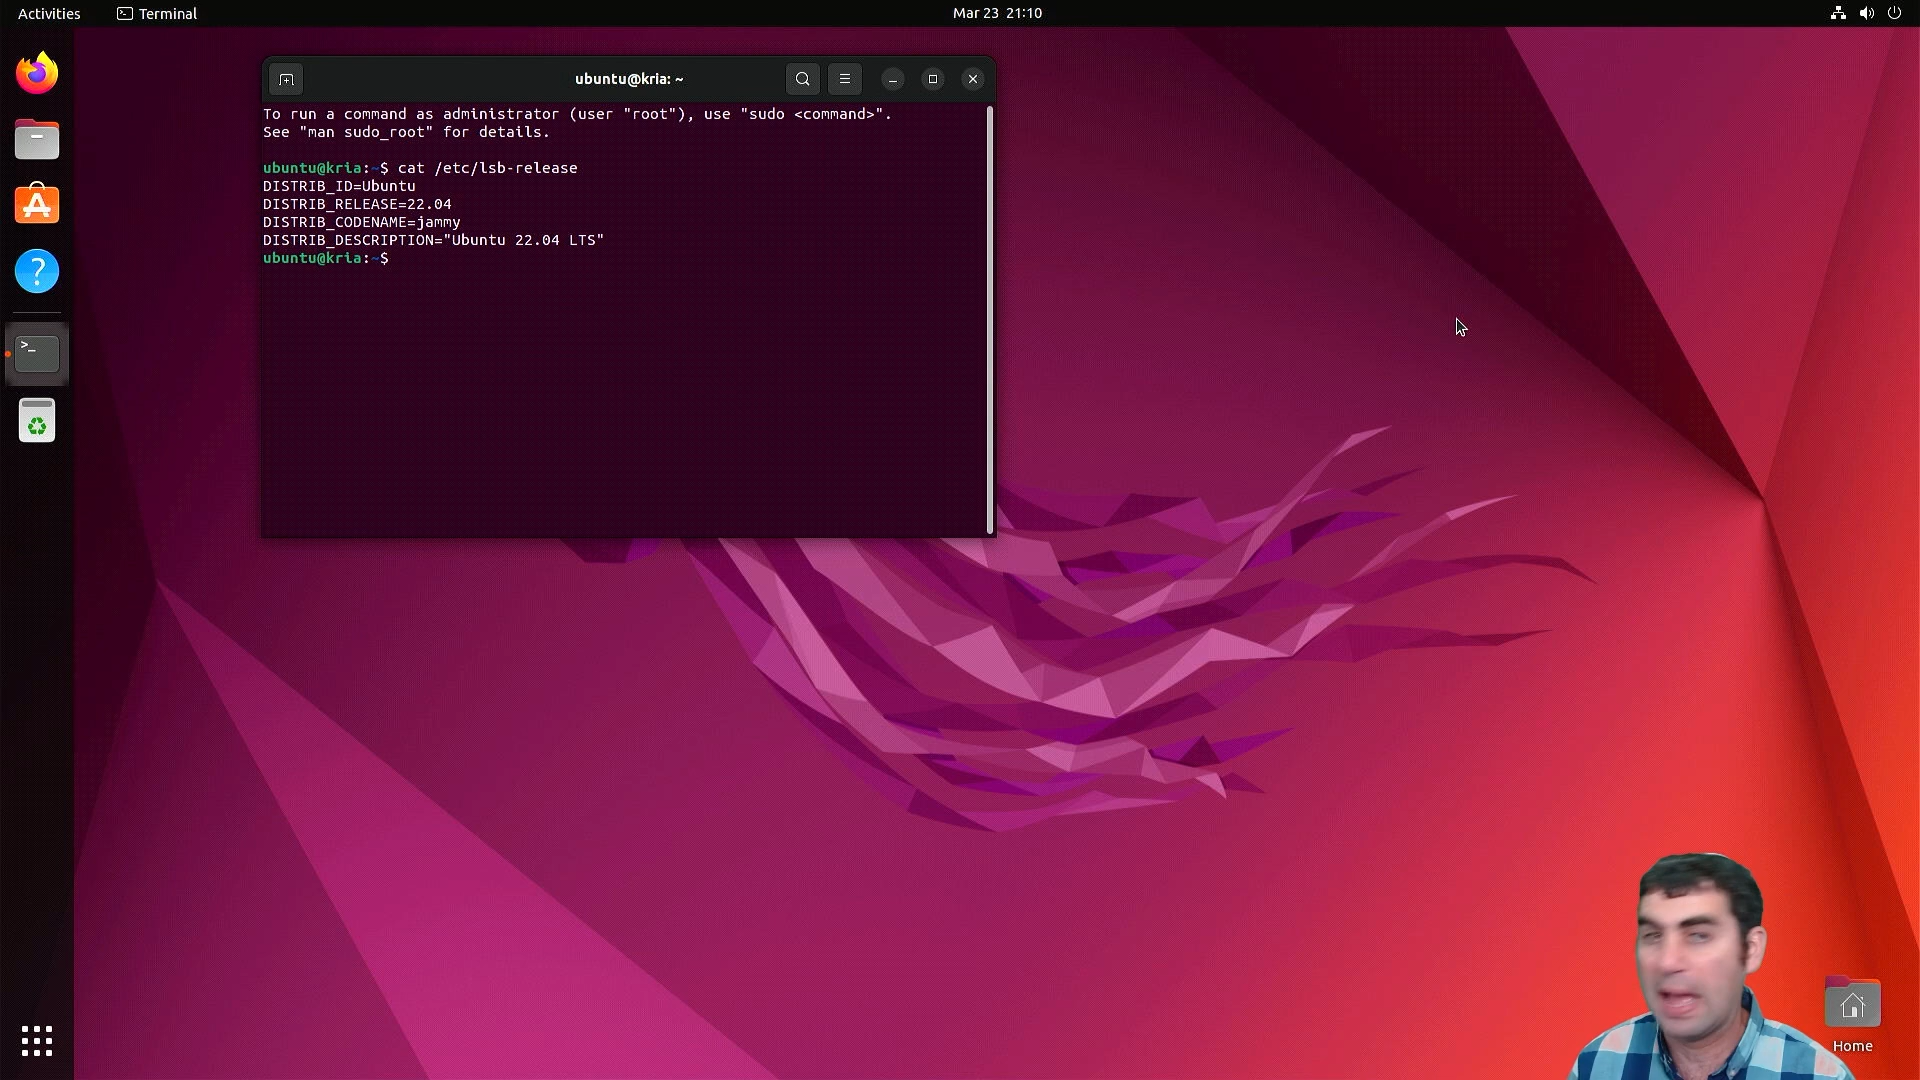 Activities
Terminal
Mar 23 21:10
ubuntu@kria: ~
To run a command as administrator (user "root"), use "sudo <command>".
See "man sudo_root" for details.
ubuntu@kria:~$ cat /etc/lsb-release
DISTRIB_ID=Ubuntu
DISTRIB_RELEASE=22.04
DISTRIB_CODENAME=jammy
DISTRIB_DESCRIPTION="Ubuntu 22.04 LTS"
ubuntu@kria:~$
Home